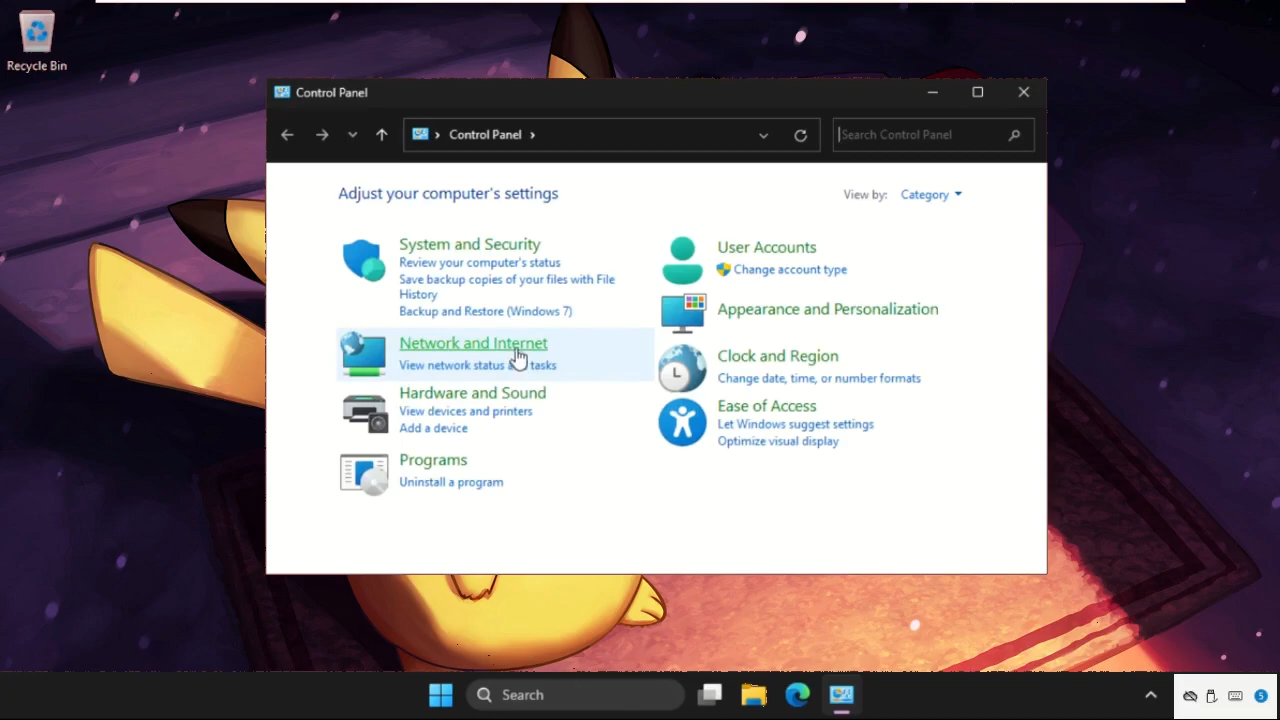 Recycle Bin
Control Panel
Control Panel
Search Control Panel
Adjust your computer's settings
View by: Category
System and Security
Review your computer's status
Save backup copies of your files with File
History
Backup and Restore (Windows 7)
Network and Internet
View network status and tasks
Hardware and Sound
View devices and printers
Add a device
Programs
Uninstall a program
User Accounts
Change account type
Appearance and Personalization
Clock and Region
Change date, time, or number formats
Ease of Access
Let Windows suggest settings
Optimize visual display
Search
5